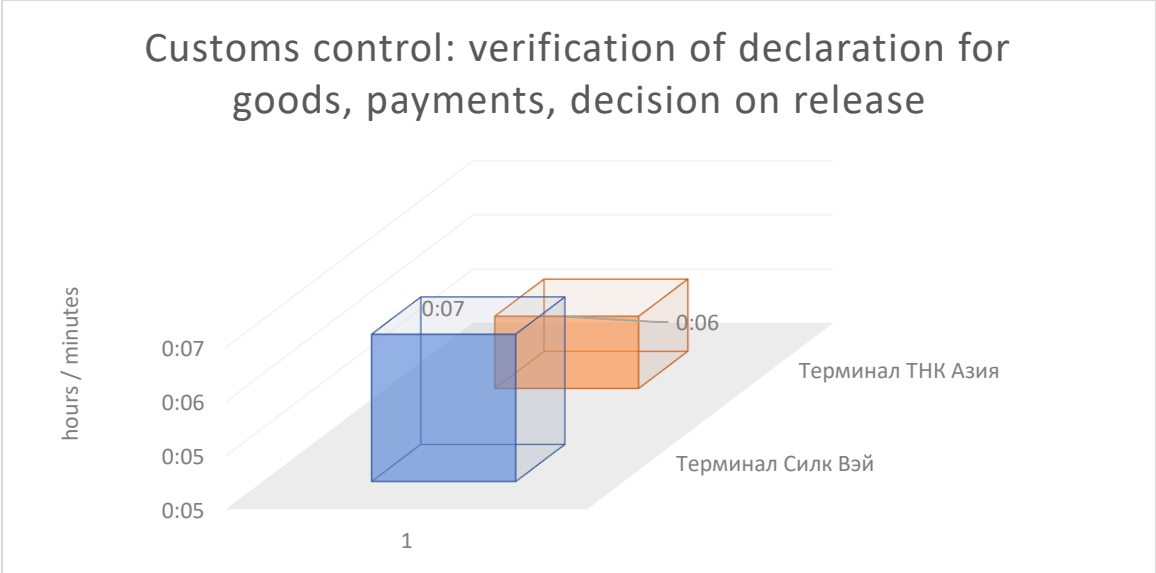 Customs control: verification of declaration for
goods, payments, decision on release
hours / minutes
0:07
0:06
0:05
0:05
0:07
0:06
Терминал ТНК Азия
Терминал Силк Вэй
1